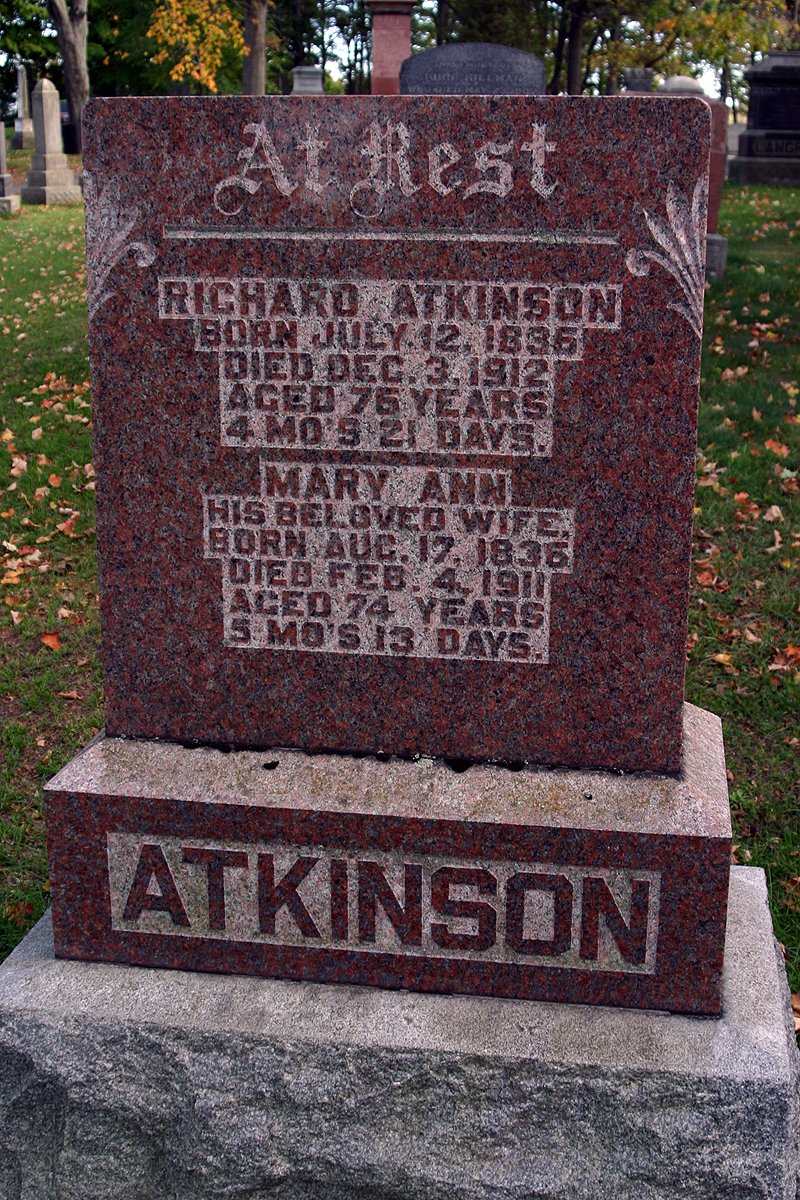 JOHN HILLMAN
At Rest
RICHARD ATKINSON
BORN JULY.12, 1836
DIED DEC. 3, 1912
AGED 76 YEARS
4 MO'S 21 DAYS.
MARY ANN
HIS BELOVED WIFE,
BORN AUG. 17, 1836
DIED FEB. 4, 1911
AGED 74 YEARS
5 MO'S 13 DAYS.
ATKINSON